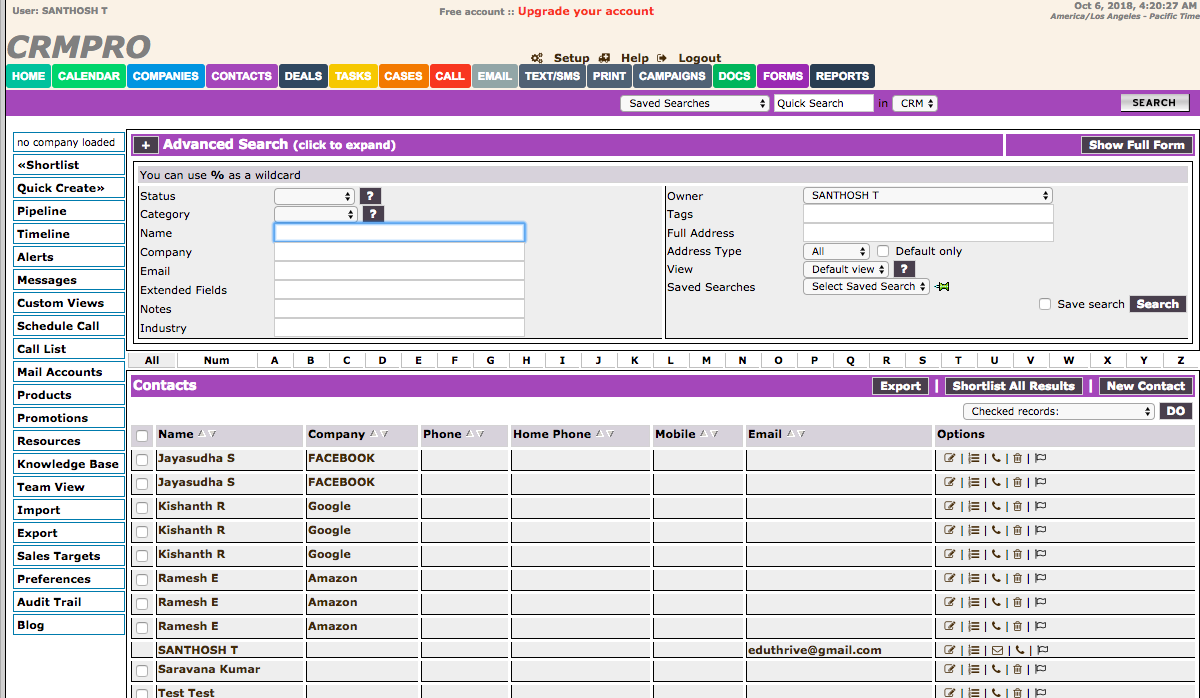 User: SANTHOSH T
Free account :: Upgrade your account
Oct 6, 2018, 4:20:27 AM
America/Los Angeles - Pacific Time
CRMPRO
Setup Help Logout
HOME CALENDAR COMPANIES CONTACTS DEALS TASKS CASES CALL EMAIL TEXT/SMS PRINT CAMPAIGNS DOCS FORMS REPORTS
Saved Searches Quick Search in CRM SEARCH
no company loaded
«Shortlist
Quick Create»
Pipeline
Timeline
Alerts
Messages
Custom Views
Schedule Call
Call List
Mail Accounts
Products
Promotions
Resources
Knowledge Base
Team View
Import
Export
Sales Targets
Preferences
Audit Trail
Blog
+ Advanced Search (click to expand) Show Full Form
You can use % as a wildcard
Status ?
Category ?
Name
Company
Email
Extended Fields
Notes
Industry
Owner SANTHOSH T
Tags
Full Address
Address Type All Default only
View Default view ?
Saved Searches Select Saved Search
Save search Search
All Num A B C D E F G H I J K L M N O P Q R S T U V W X Y Z
Contacts Export | Shortlist All Results | New Contact
Checked records: DO
Name Company Phone Home Phone Mobile Email Options
Jayasudha S FACEBOOK
Jayasudha S FACEBOOK
Kishanth R Google
Kishanth R Google
Kishanth R Google
Ramesh E Amazon
Ramesh E Amazon
Ramesh E Amazon
SANTHOSH T eduthrive@gmail.com
Saravana Kumar
Test Test